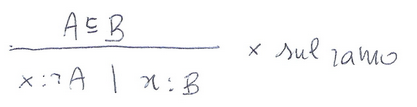 A ⊆ B
x : ¬A | x : B × sul ramo